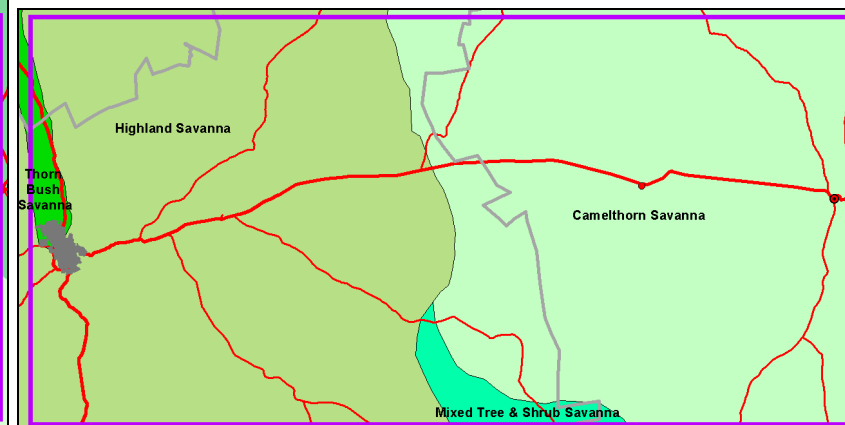 Highland Savanna
Thorn
Bush
Savanna
Camelthorn Savanna
Mixed Tree & Shrub Savanna